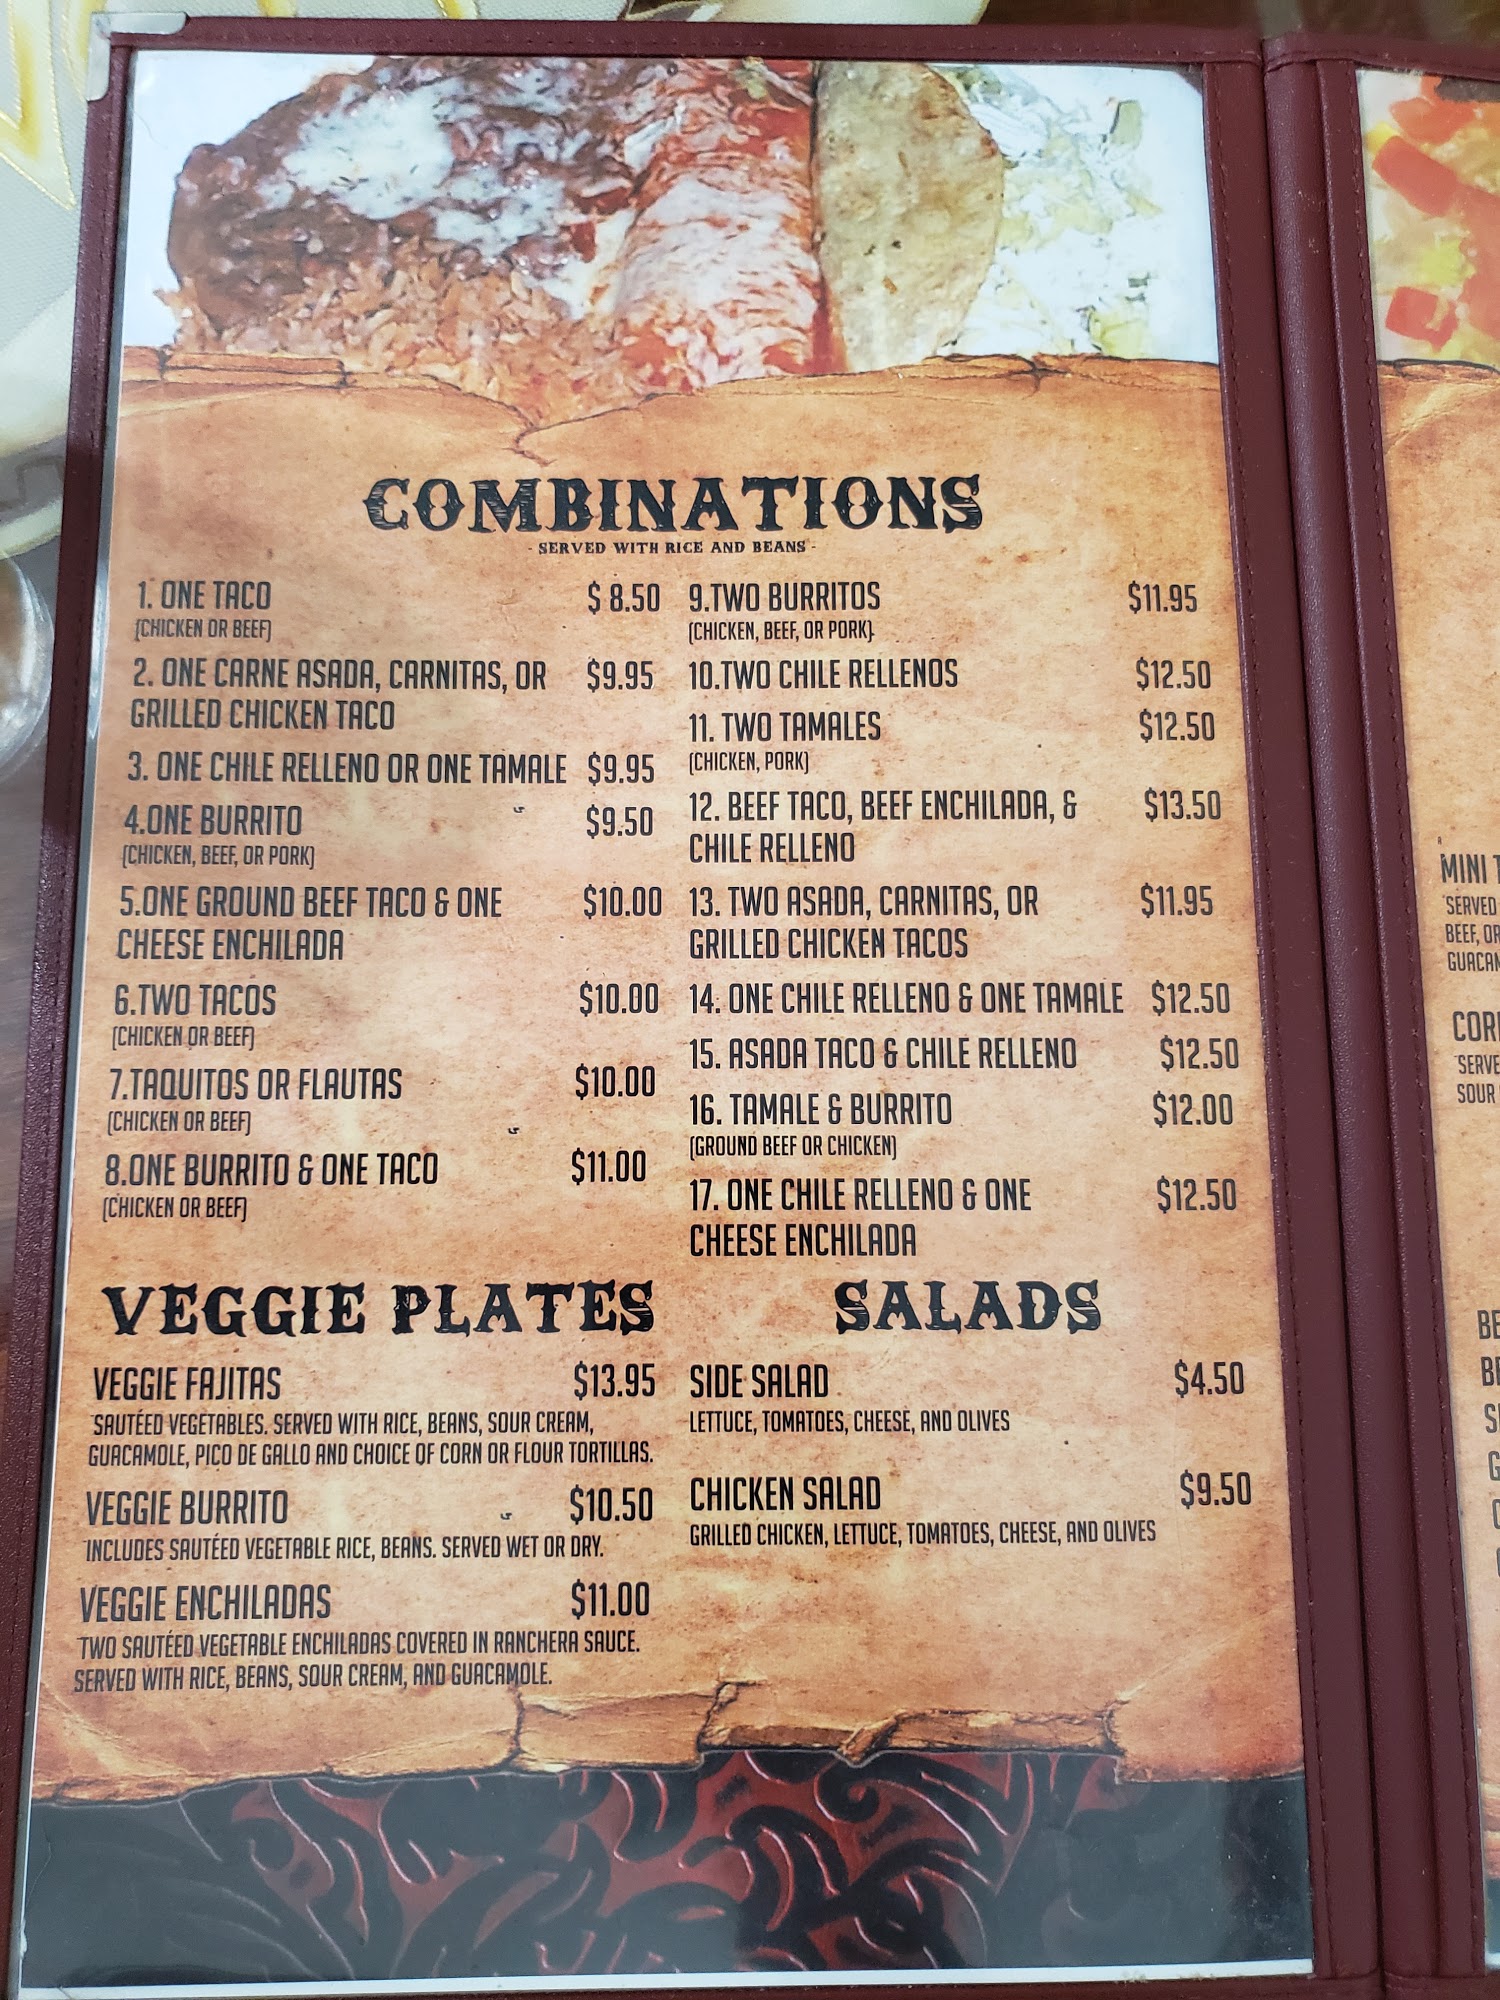 COMBINATIONS
- SERVED WITH RICE AND BEANS -
1. ONE TACO $ 8.50
(CHICKEN OR BEEF)
2. ONE CARNE ASADA, CARNITAS, OR $9.95
GRILLED CHICKEN TACO
3. ONE CHILE RELLENO OR ONE TAMALE $9.95
4.ONE BURRITO $9.50
(CHICKEN, BEEF, OR PORK)
5.ONE GROUND BEEF TACO & ONE $10.00
CHEESE ENCHILADA
6.TWO TACOS $10.00
(CHICKEN OR BEEF)
7.TAQUITOS OR FLAUTAS $10.00
(CHICKEN OR BEEF)
8.ONE BURRITO & ONE TACO $11.00
(CHICKEN OR BEEF)
9.TWO BURRITOS $11.95
(CHICKEN, BEEF, OR PORK)
10.TWO CHILE RELLENOS $12.50
11. TWO TAMALES $12.50
(CHICKEN, PORK)
12. BEEF TACO, BEEF ENCHILADA, & $13.50
CHILE RELLENO
13. TWO ASADA, CARNITAS, OR $11.95
GRILLED CHICKEN TACOS
14. ONE CHILE RELLENO & ONE TAMALE $12.50
15. ASADA TACO & CHILE RELLENO $12.50
16. TAMALE & BURRITO $12.00
(GROUND BEEF OR CHICKEN)
17. ONE CHILE RELLENO & ONE $12.50
CHEESE ENCHILADA
VEGGIE PLATES
VEGGIE FAJITAS $13.95
SAUTÉED VEGETABLES. SERVED WITH RICE, BEANS, SOUR CREAM,
GUACAMOLE, PICO DE GALLO AND CHOICE OF CORN OR FLOUR TORTILLAS.
VEGGIE BURRITO $10.50
INCLUDES SAUTÉED VEGETABLE RICE, BEANS. SERVED WET OR DRY.
VEGGIE ENCHILADAS $11.00
TWO SAUTÉED VEGETABLE ENCHILADAS COVERED IN RANCHERA SAUCE.
SERVED WITH RICE, BEANS, SOUR CREAM, AND GUACAMOLE.
SALADS
SIDE SALAD $4.50
LETTUCE, TOMATOES, CHEESE, AND OLIVES
CHICKEN SALAD $9.50
GRILLED CHICKEN, LETTUCE, TOMATOES, CHEESE, AND OLIVES
MINI
SERVED
BEEF, OR
SOUR